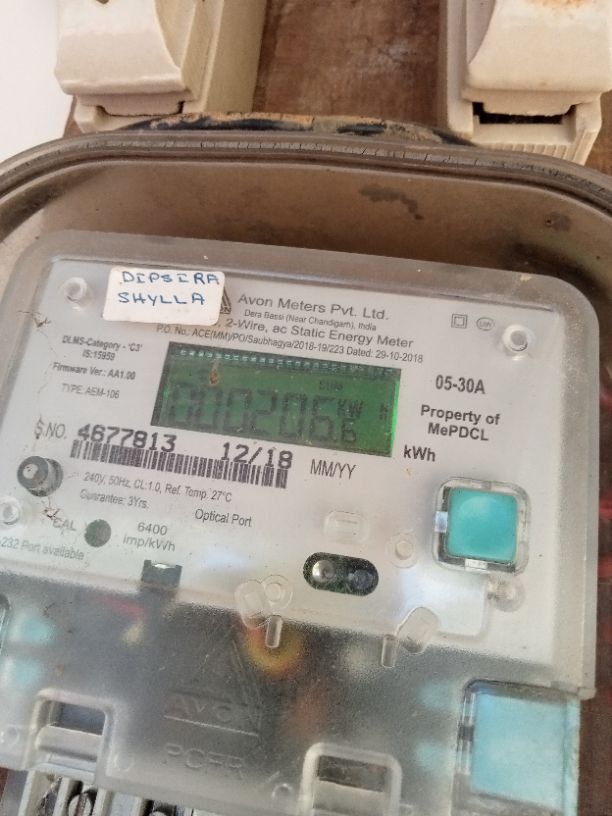 DIPSIRA
SHYLLA
Avon Meters Pvt. Ltd.
Dera Bassi (Near Chandigarh), India
2-Wire, ac Static Energy Meter
P.O. No. ACE(MM)/PO/Saubhagya/2018-19/223 Dated: 29-10-2018
DLMS-Category - 'C3'
IS:15959
Firmware Ver.: AA1.00
TYPE: AEM-106
SUM
000206.6 KW
kWh
05-30A
Property of
MePDCL
S.NO. 4677813 12/18 MM/YY
240V, 50Hz, CL:1.0, Ref. Temp. 27°C
Guarantee: 3Yrs.
Optical Port
CAL
6400
imp/kWh
232 Port available
AVON